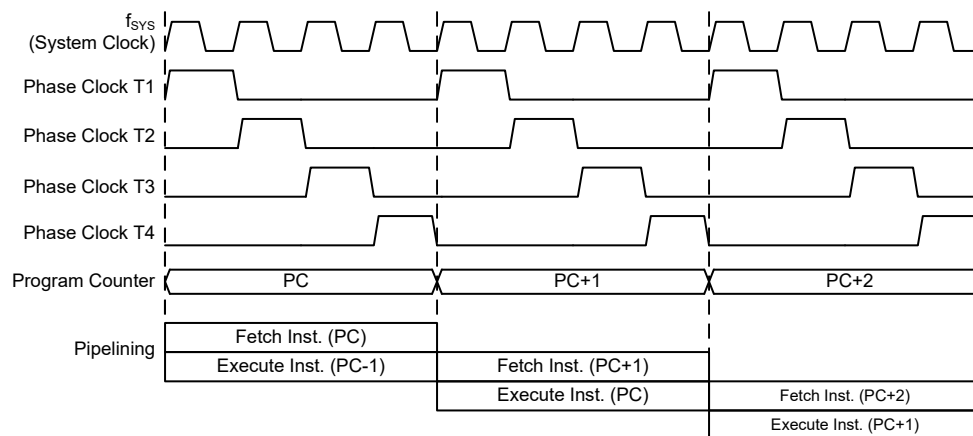 fSYS
(System Clock)
Phase Clock T1
Phase Clock T2
Phase Clock T3
Phase Clock T4
Program Counter
PC
PC+1
PC+2
Pipelining
Fetch Inst. (PC)
Execute Inst. (PC-1)
Fetch Inst. (PC+1)
Execute Inst. (PC)
Fetch Inst. (PC+2)
Execute Inst. (PC+1)